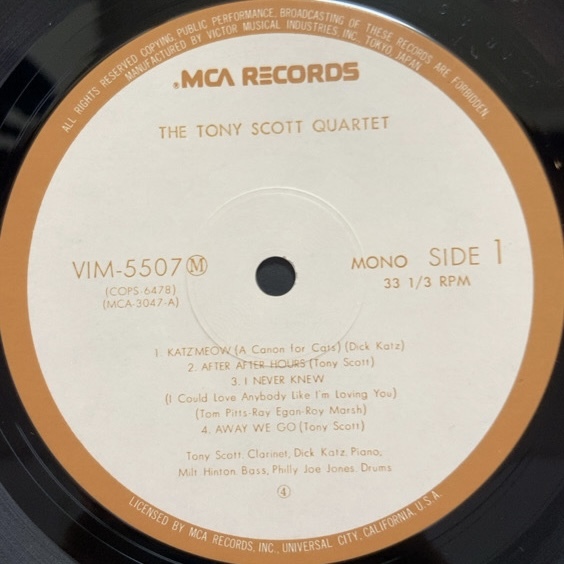 ALL RIGHTS RESERVED COPYING, PUBLIC PERFORMANCE, BROADCASTING OF THESE RECORDS ARE FORBIDDEN.
MANUFACTURED BY VICTOR MUSICAL INDUSTRIES, INC., TOKYO, JAPAN
MCA RECORDS
THE TONY SCOTT QUARTET
VIM-5507 Ⓜ
(COPS-6478)
(MCA-3047-A)
MONO SIDE 1
33 1/3 RPM
1. KATZ'MEOW (A Canon for Cats) (Dick Katz)
2. AFTER AFTER HOURS (Tony Scott)
3. I NEVER KNEW
(I Could Love Anybody Like I'm Loving You)
(Tom Pitts-Ray Egan-Roy Marsh)
4. AWAY WE GO (Tony Scott)
Tony Scott, Clarinet, Dick Katz, Piano,
Milt Hinton, Bass, Philly Joe Jones, Drums
④
LICENSED BY MCA RECORDS, INC., UNIVERSAL CITY, CALIFORNIA, U.S.A.